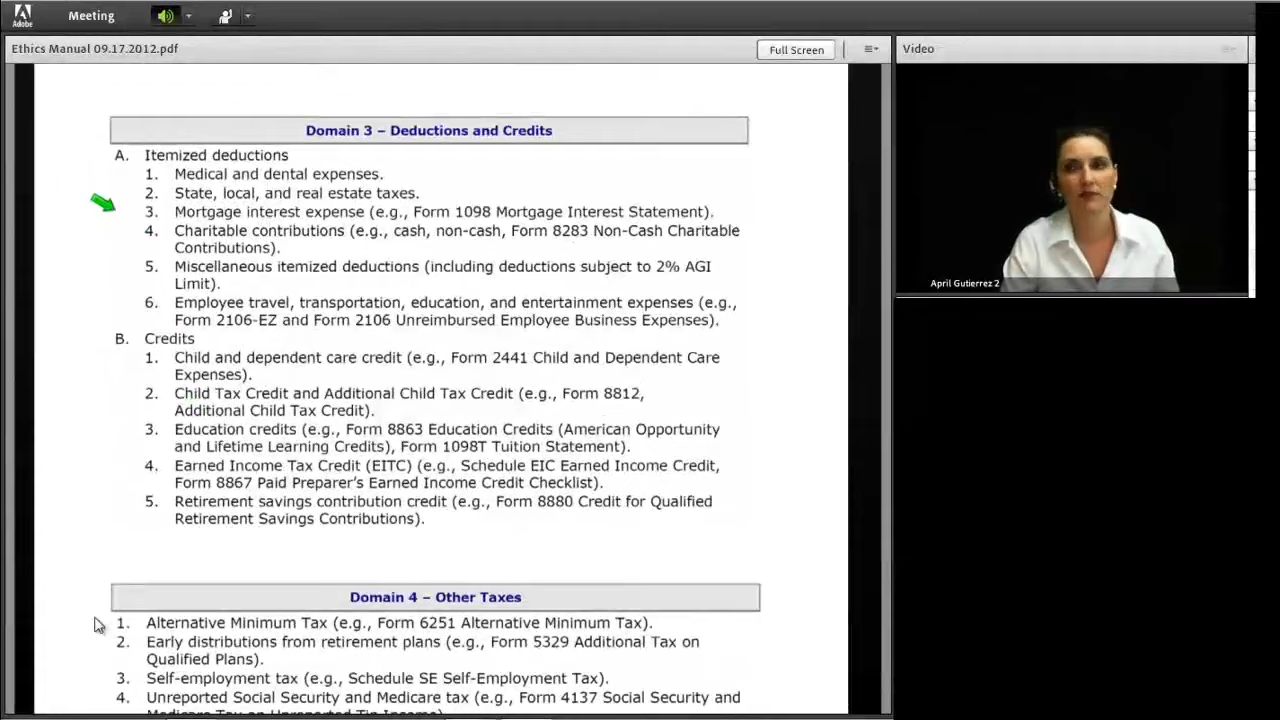 Adobe
Meeting
Ethics Manual 09.17.2012.pdf
Full Screen
Video
Domain 3 – Deductions and Credits
A. Itemized deductions
1. Medical and dental expenses.
2. State, local, and real estate taxes.
3. Mortgage interest expense (e.g., Form 1098 Mortgage Interest Statement).
4. Charitable contributions (e.g., cash, non-cash, Form 8283 Non-Cash Charitable
Contributions).
5. Miscellaneous itemized deductions (including deductions subject to 2% AGI
Limit).
6. Employee travel, transportation, education, and entertainment expenses (e.g.,
Form 2106-EZ and Form 2106 Unreimbursed Employee Business Expenses).
B. Credits
1. Child and dependent care credit (e.g., Form 2441 Child and Dependent Care
Expenses).
2. Child Tax Credit and Additional Child Tax Credit (e.g., Form 8812,
Additional Child Tax Credit).
3. Education credits (e.g., Form 8863 Education Credits (American Opportunity
and Lifetime Learning Credits), Form 1098T Tuition Statement).
4. Earned Income Tax Credit (EITC) (e.g., Schedule EIC Earned Income Credit,
Form 8867 Paid Preparer's Earned Income Credit Checklist).
5. Retirement savings contribution credit (e.g., Form 8880 Credit for Qualified
Retirement Savings Contributions).
Domain 4 – Other Taxes
1. Alternative Minimum Tax (e.g., Form 6251 Alternative Minimum Tax).
2. Early distributions from retirement plans (e.g., Form 5329 Additional Tax on
Qualified Plans).
3. Self-employment tax (e.g., Schedule SE Self-Employment Tax).
4. Unreported Social Security and Medicare tax (e.g., Form 4137 Social Security and
Medicare Tax on Unreported Tip Income).
April Gutierrez 2